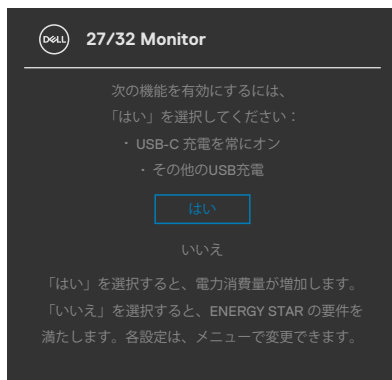 DELL 27/32 Monitor
次の機能を有効にするには、
「はい」を選択してください：
・USB-C 充電を常にオン
・その他のUSB充電
はい
いいえ
「はい」を選択すると、電力消費量が増加します。
「いいえ」を選択すると、ENERGY STAR の要件を
満たします。各設定は、メニューで変更できます。